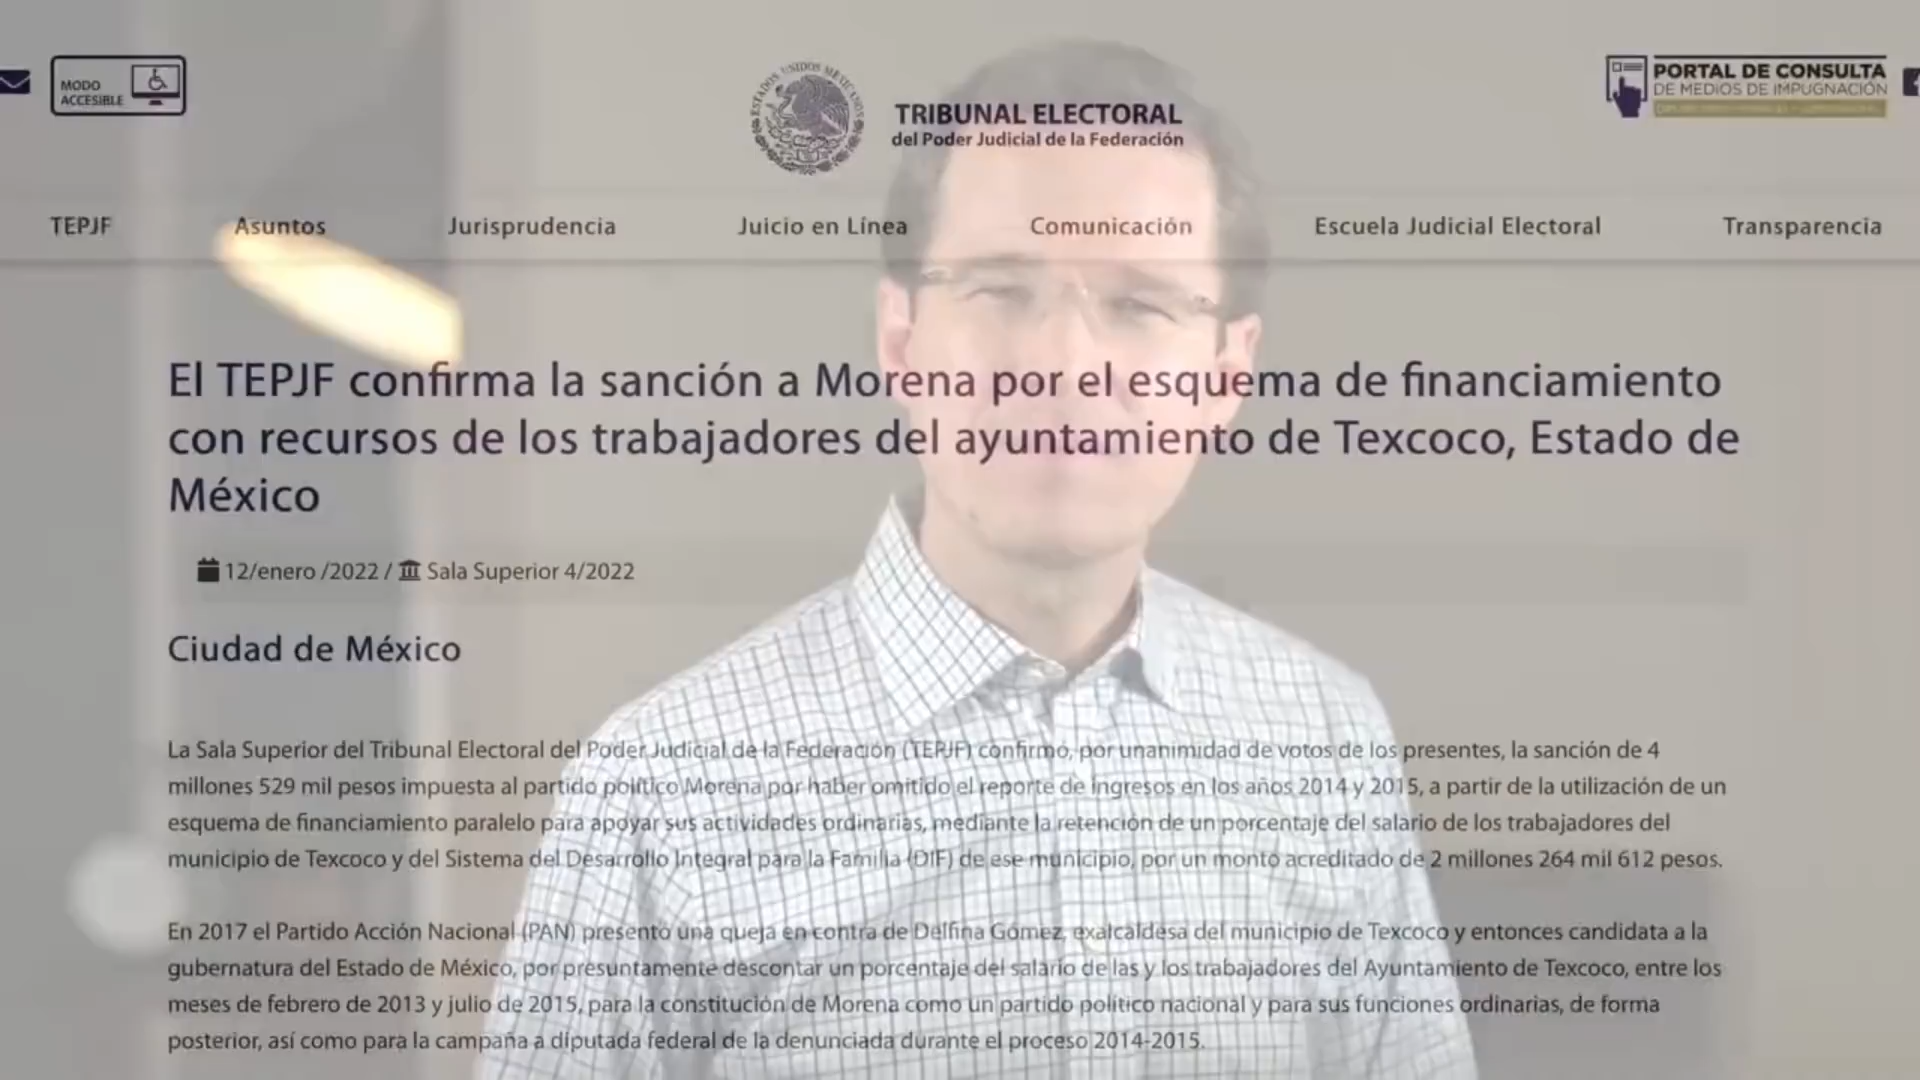 MODO
ACCESIBLE
ESTADOS UNIDOS MEXICANOS
TRIBUNAL ELECTORAL
del Poder Judicial de la Federación
PORTAL DE CONSULTA
DE MEDIOS DE IMPUGNACIÓN
TEPJF Asuntos Jurisprudencia Juicio en Línea Comunicación Escuela Judicial Electoral Transparencia
El TEPJF confirma la sanción a Morena por el esquema de financiamiento
con recursos de los trabajadores del ayuntamiento de Texcoco, Estado de
México
12/enero /2022 / Sala Superior 4/2022
Ciudad de México
La Sala Superior del Tribunal Electoral del Poder Judicial de la Federación (TEPJF) confirmó, por unanimidad de votos de los presentes, la sanción de 4
millones 529 mil pesos impuesta al partido político Morena por haber omitido el reporte de ingresos en los años 2014 y 2015, a partir de la utilización de un
esquema de financiamiento paralelo para apoyar sus actividades ordinarias, mediante la retención de un porcentaje del salario de los trabajadores del
municipio de Texcoco y del Sistema del Desarrollo Integral para la Familia (DIF) de ese municipio, por un monto acreditado de 2 millones 264 mil 612 pesos.
En 2017 el Partido Acción Nacional (PAN) presentó una queja en contra de Delfina Gómez, exalcaldesa del municipio de Texcoco y entonces candidata a la
gubernatura del Estado de México, por presuntamente descontar un porcentaje del salario de las y los trabajadores del Ayuntamiento de Texcoco, entre los
meses de febrero de 2013 y julio de 2015, para la constitución de Morena como un partido político nacional y para sus funciones ordinarias, de forma
posterior, así como para la campaña a diputada federal de la denunciada durante el proceso 2014-2015.